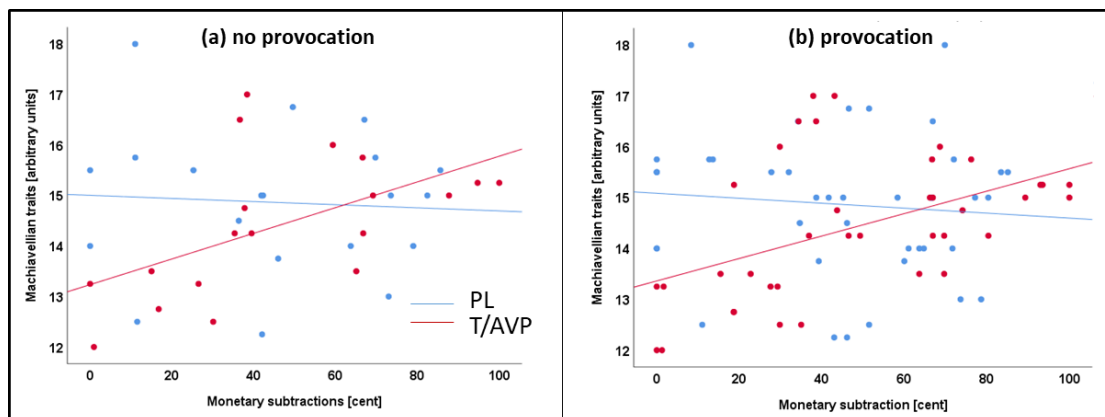 (a) no provocation
18
17
16
15
14
13
12
Machiavellian traits [arbitrary units]
PL
T/AVP
0 20 40 60 80 100
Monetary subtractions [cent]
(b) provocation
18
17
16
15
14
13
12
Machiavellian traits [arbitrary units]
0 20 40 60 80 100
Monetary subtraction [cent]